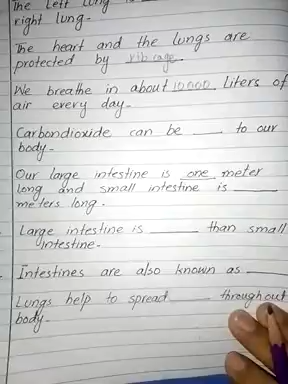 The Left Lung is
right lung.
The heart and the lungs are
protected by rib cage.
We breathe in about 10000 liters of
air every day.
Carbondioxide can be ____ to our
body.
Our large intestine is one meter
long and small intestine is ____
meters long.
Large intestine is ____ than small
intestine.
Intestines are also known as ____
Lungs help to spread ____ throughout
body.